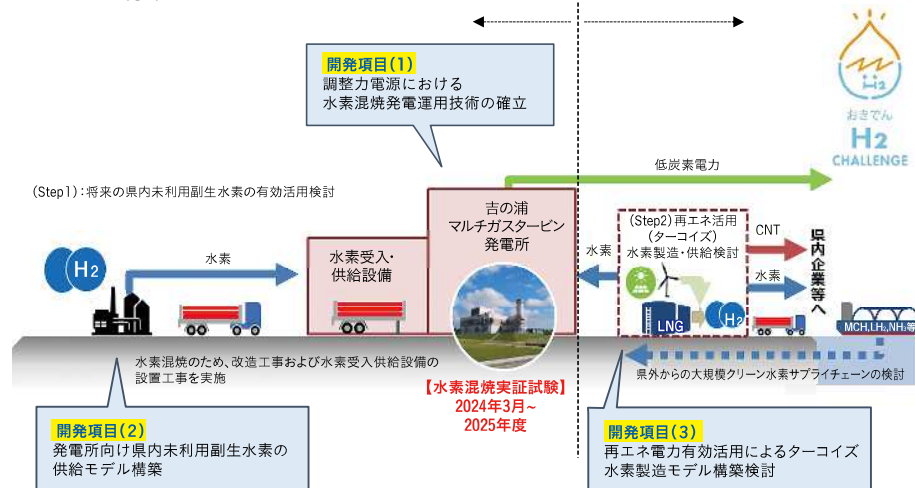 開発項目(1)
調整力電源における
水素混焼発電運用技術の確立
おきでん
H2
CHALLENGE
(Step1):将来の県内未利用副生水素の有効活用検討
低炭素電力
H2
水素
水素受入・
供給設備
吉の浦
マルチガスタービン
発電所
水素
(Step2)再エネ活用
(ターコイズ)
水素製造・供給検討
LNG
H2
CNT
水素
県内企業等へ
MCH,LH₂,NH₃等
水素混焼のため、改造工事および水素受入供給設備の
設置工事を実施
【水素混焼実証試験】
2024年3月~
2025年度
県外からの大規模クリーン水素サプライチェーンの検討
開発項目(2)
発電所向け県内未利用副生水素の
供給モデル構築
開発項目(3)
再エネ電力有効活用によるターコイズ
水素製造モデル構築検討